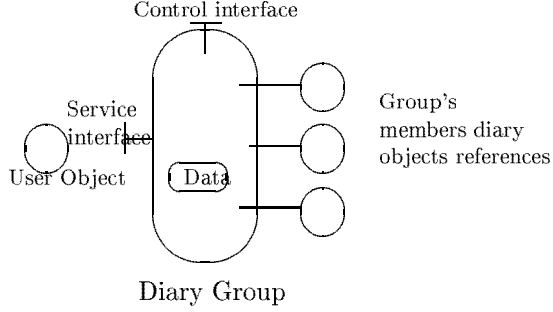 Control interface
Service
interface
User Object
Data
Group's
members diary
objects references
Diary Group